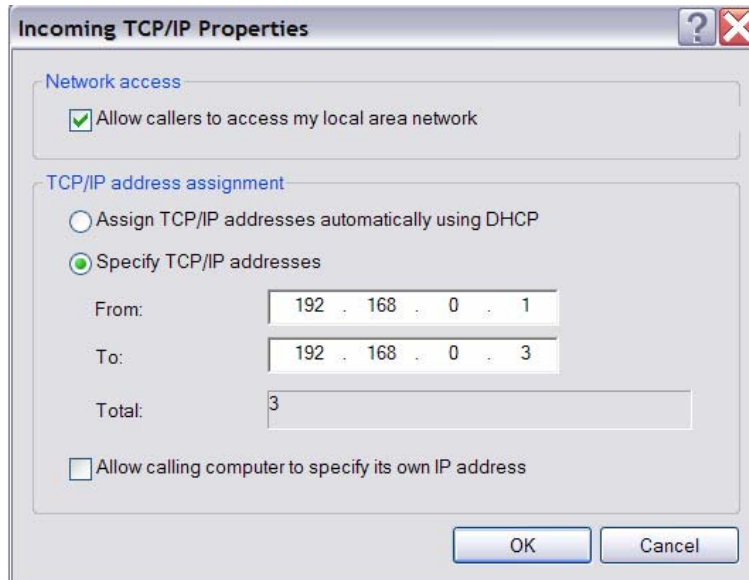 Incoming TCP/IP Properties
Network access
Allow callers to access my local area network
TCP/IP address assignment
Assign TCP/IP addresses automatically using DHCP
Specify TCP/IP addresses
From: 192 . 168 . 0 . 1
To: 192 . 168 . 0 . 3
Total: 3
Allow calling computer to specify its own IP address
OK Cancel